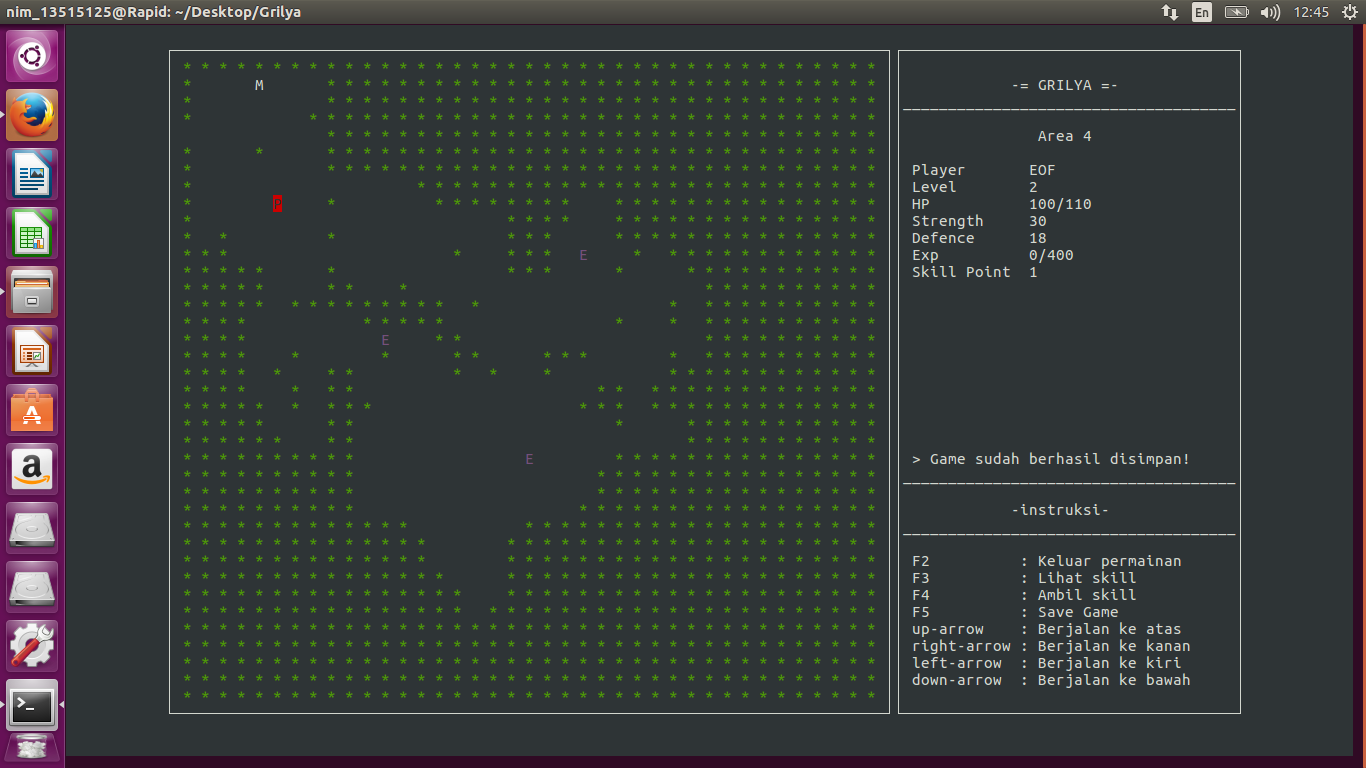 nim_13515125@Rapid: ~/Desktop/Grilya
En
12:45
M
P
E
E
E
-= GRILYA =-
Area 4
Player EOF
Level 2
HP 100/110
Strength 30
Defence 18
Exp 0/400
Skill Point 1
> Game sudah berhasil disimpan!
-instruksi-
F2 : Keluar permainan
F3 : Lihat skill
F4 : Ambil skill
F5 : Save Game
up-arrow : Berjalan ke atas
right-arrow : Berjalan ke kanan
left-arrow : Berjalan ke kiri
down-arrow : Berjalan ke bawah